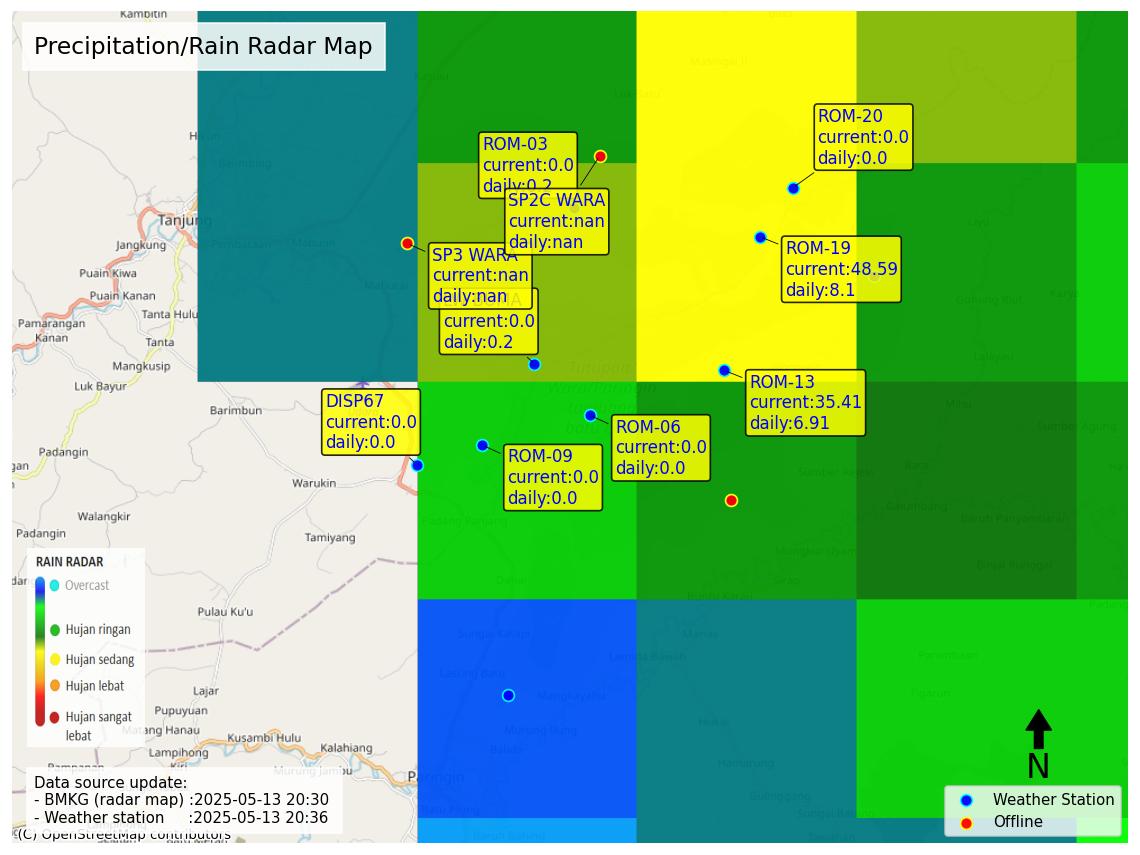 Kambitin
Precipitation/Rain Radar Map
ROM-20
current:0.0
daily:0.0
ROM-03
current:0.0
daily:0.2
SP2C WARA
current:nan
daily:nan
Tanjung
Jangkung
SP3 WARA
current:nan
daily:nan
ROM-19
current:48.59
daily:8.1
Puain Kiwa
Puain Kanan
Tanta Hulu
current:0.0
daily:0.2
Pamarangan
Kanan
Tanta
Mangkusip
Luk Bayur
ROM-13
current:35.41
daily:6.91
DISP67
current:0.0
daily:0.0
Barimbun
ROM-06
current:0.0
daily:0.0
Padangin
ROM-09
current:0.0
daily:0.0
Warukin
Walangkir
Padangin
Tamiyang
Padang Panjang
RAIN RADAR
Overcast
Hujan ringan
Hujan sedang
Hujan lebat
Hujan sangat
lebat
Pulau Ku'u
Lajar
Pupuyuan
Matang Hanau
Lampihong
Kusambi Hulu
Kalahiang
Murung Jambu
Paringin
Mangkayahu
Murung Ilung
Balida
Data source update:
- BMKG (radar map) :2025-05-13 20:30
- Weather station :2025-05-13 20:36
(C) OpenStreetMap contributors
N
Weather Station
Offline